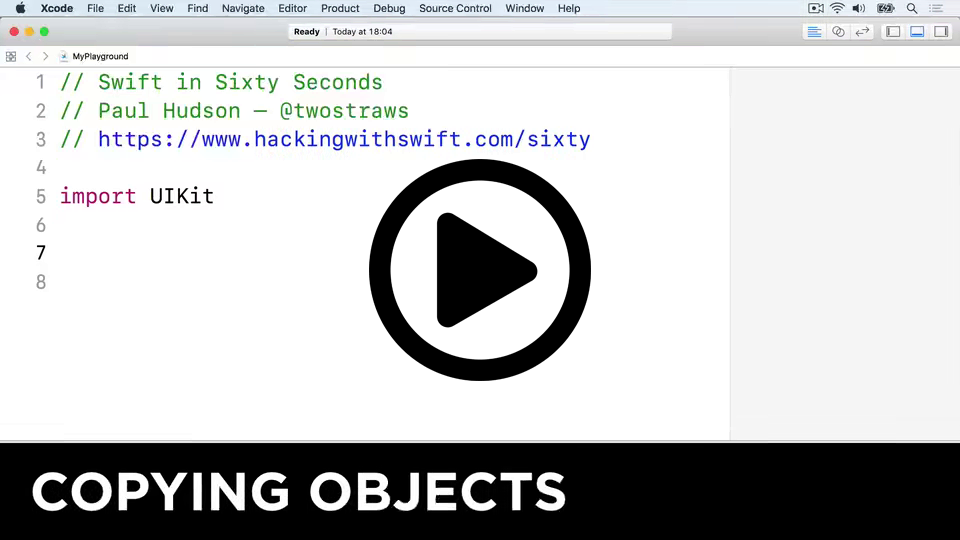 Xcode File Edit View Find Navigate Editor Product Debug Source Control Window Help
Ready | Today at 18:04
MyPlayground
1 // Swift in Sixty Seconds
2 // Paul Hudson — @twostraws
3 // https://www.hackingwithswift.com/sixty
4
5 import UIKit
6
7
8
COPYING OBJECTS